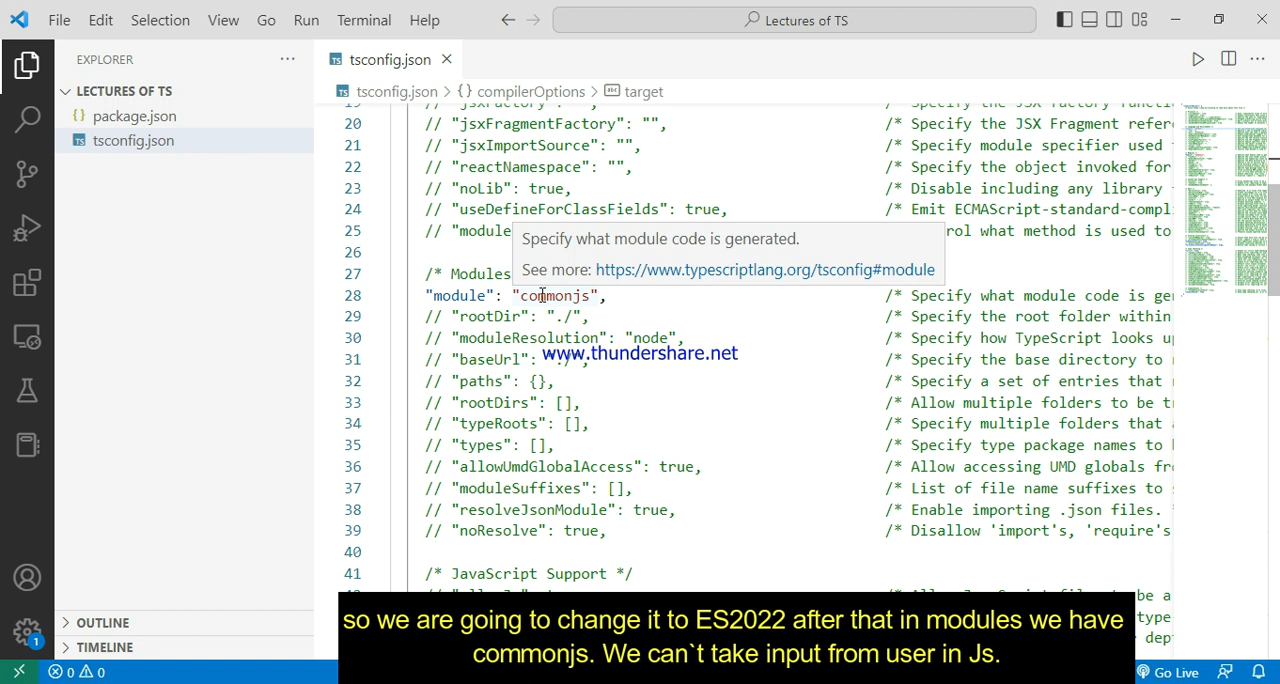 File Edit Selection View Go Run Terminal Help
Lectures of TS
EXPLORER
tsconfig.json
LECTURES OF TS
tsconfig.json > {} compilerOptions > target
package.json
tsconfig.json
20 // "jsxFragmentFactory": "", /* Specify the JSX Fragment refer
21 // "jsxImportSource": "", /* Specify module specifier used
22 // "reactNamespace": "", /* Specify the object invoked for
23 // "noLib": true, /* Disable including any library
24 // "useDefineForClassFields": true, /* Emit ECMAScript-standard-compli
25 // "module rol what method is used to
Specify what module code is generated.
See more: https://www.typescriptlang.org/tsconfig#module
26
27 /* Modules
28 "module": "commonjs", /* Specify what module code is ge
29 // "rootDir": "./", /* Specify the root folder within
30 // "moduleResolution": "node", /* Specify how TypeScript looks u
www.thundershare.net
31 // "baseUrl": "./", /* Specify the base directory to
32 // "paths": {}, /* Specify a set of entries that
33 // "rootDirs": [], /* Allow multiple folders to be t
34 // "typeRoots": [], /* Specify multiple folders that
35 // "types": [], /* Specify type package names to
36 // "allowUmdGlobalAccess": true, /* Allow accessing UMD globals fr
37 // "moduleSuffixes": [], /* List of file name suffixes to
38 // "resolveJsonModule": true, /* Enable importing .json files.
39 // "noResolve": true, /* Disallow 'import's, 'require's
40
41 /* JavaScript Support */
OUTLINE
TIMELINE
so we are going to change it to ES2022 after that in modules we have
commonjs. We can`t take input from user in Js.
0 0
Go Live
1